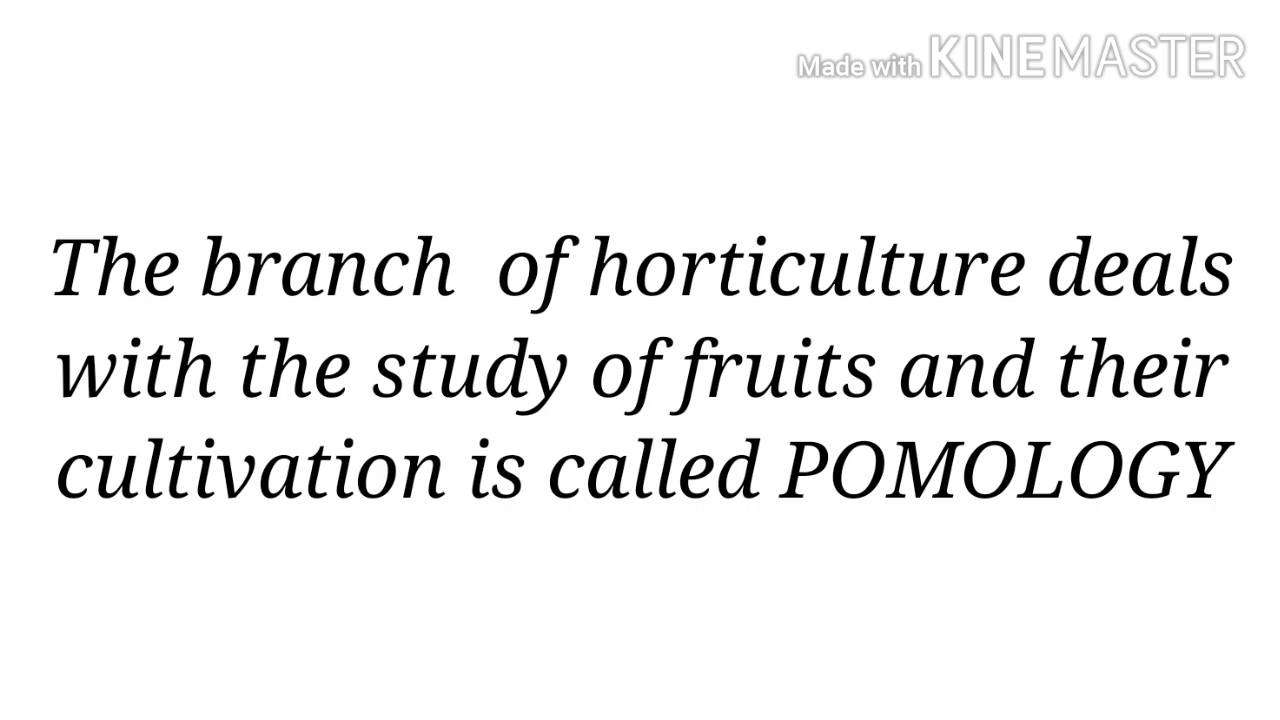 Made with KINEMASTER
The branch of horticulture deals
with the study of fruits and their
cultivation is called POMOLOGY